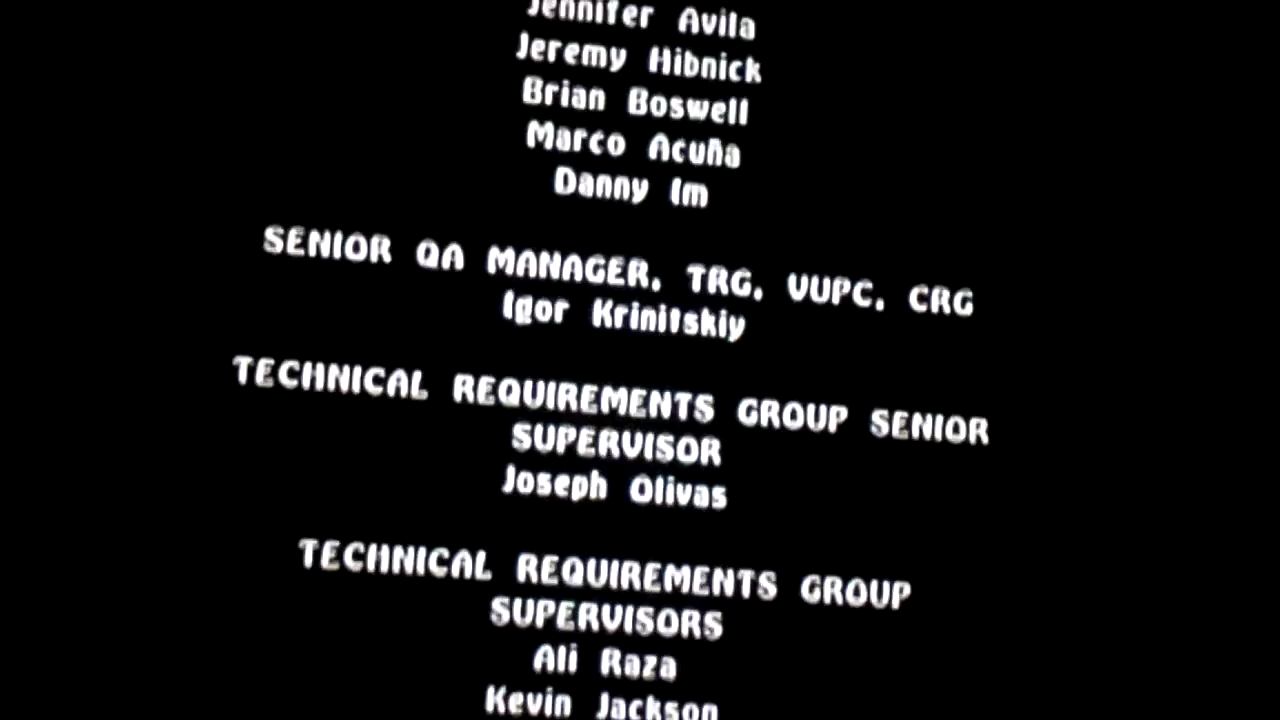 Jennifer Avila
Jeremy Hibnick
Brian Boswell
Marco Acuña
Danny Im
SENIOR QA MANAGER, TRG, VUPC, CRG
Igor Krinitskiy
TECHNICAL REQUIREMENTS GROUP SENIOR
SUPERVISOR
Joseph Olivas
TECHNICAL REQUIREMENTS GROUP
SUPERVISORS
Ali Raza
Kevin Jackson